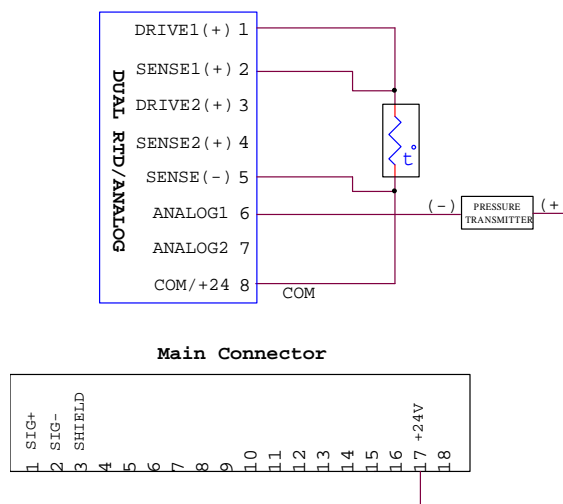 DRIVE1(+) 1
SENSE1(+) 2
DRIVE2(+) 3
SENSE2(+) 4
SENSE(-) 5
ANALOG1 6
ANALOG2 7
COM/+24 8
DUAL RTD/ANALOG
COM
t°
(-)
PRESSURE
TRANSMITTER
(+
Main Connector
1 SIG+
2 SIG-
3 SHIELD
4
5
6
7
8
9
10
11
12
13
14
15
16
17 +24V
18